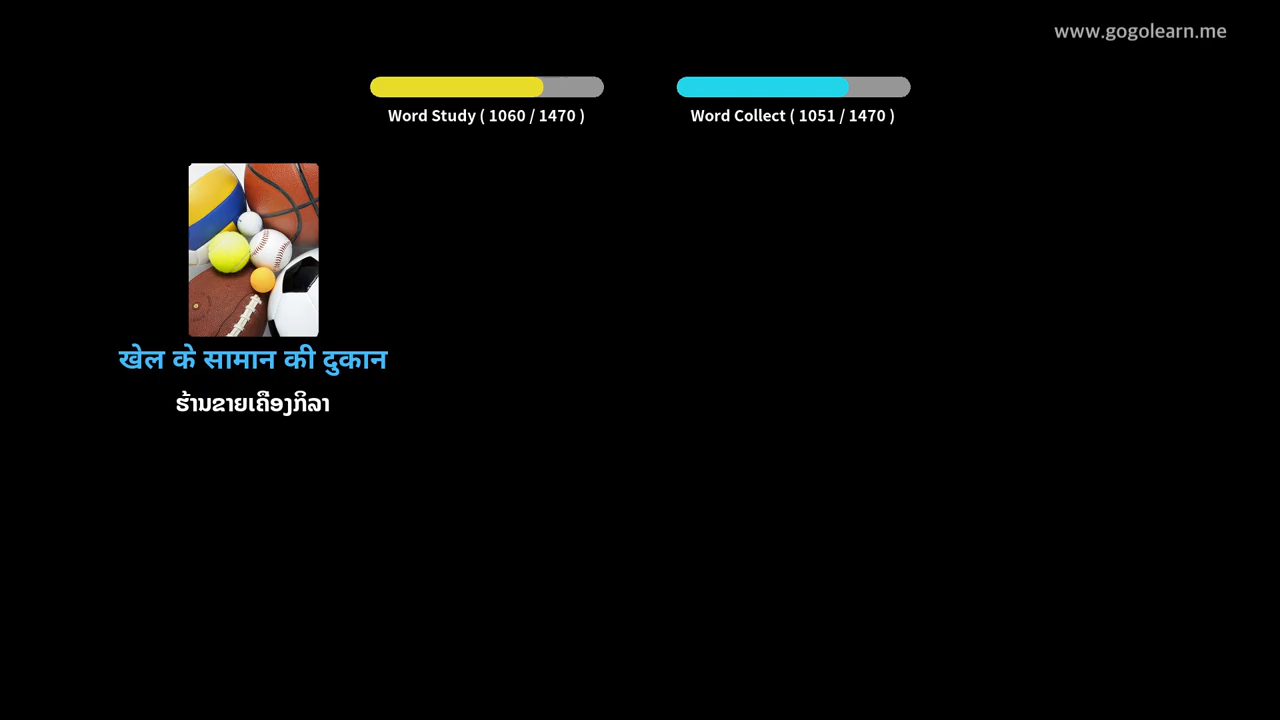 www.gogolearn.me
Word Study ( 1060 / 1470 )
Word Collect ( 1051 / 1470 )
खेल के सामान की दुकान
ຮ້ານຂາຍເຄື່ອງກິລາ